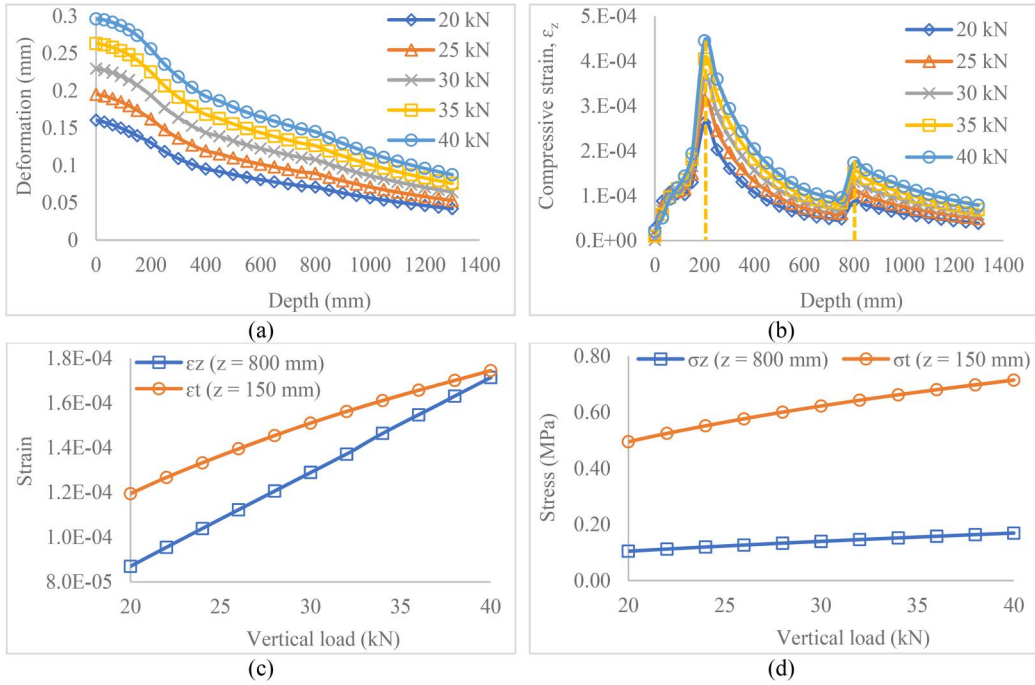 0.3
0.25
0.2
0.15
0.1
0.05
0
Deformation (mm)
20 kN
25 kN
30 kN
35 kN
40 kN
0 200 400 600 800 1000 1200 1400
Depth (mm)
(a)
5.E-04
4.E-04
3.E-04
2.E-04
1.E-04
0.E+00
Compressive strain, εz
20 kN
25 kN
30 kN
35 kN
40 kN
0 200 400 600 800 1000 1200 1400
Depth (mm)
(b)
1.8E-04
1.6E-04
1.4E-04
1.2E-04
1.0E-04
8.0E-05
Strain
εz (z = 800 mm)
εt (z = 150 mm)
20 25 30 35 40
Vertical load (kN)
(c)
0.80
0.60
0.40
0.20
0.00
Stress (MPa)
σz (z = 800 mm) σt (z = 150 mm)
20 25 30 35 40
Vertical load (kN)
(d)